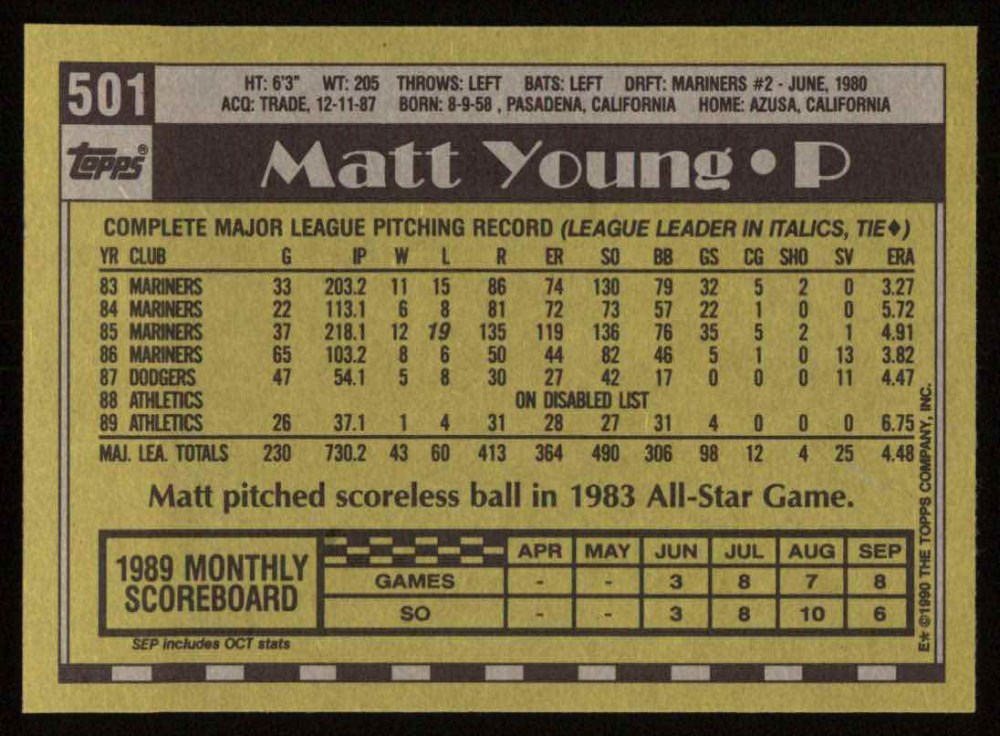 501
HT: 6'3" WT: 205 THROWS: LEFT BATS: LEFT DRFT: MARINERS #2 - JUNE, 1980
ACQ: TRADE, 12-11-87 BORN: 8-9-58 , PASADENA, CALIFORNIA HOME: AZUSA, CALIFORNIA
Topps®
Matt Young • P
COMPLETE MAJOR LEAGUE PITCHING RECORD (LEAGUE LEADER IN ITALICS, TIE♦)
YR CLUB G IP W L R ER SO BB GS CG SHO SV ERA
83 MARINERS 33 203.2 11 15 86 74 130 79 32 5 2 0 3.27
84 MARINERS 22 113.1 6 8 81 72 73 57 22 1 0 0 5.72
85 MARINERS 37 218.1 12 19 135 119 136 76 35 5 2 1 4.91
86 MARINERS 65 103.2 8 6 50 44 82 46 5 1 0 13 3.82
87 DODGERS 47 54.1 5 8 30 27 42 17 0 0 0 11 4.47
88 ATHLETICS ON DISABLED LIST
89 ATHLETICS 26 37.1 1 4 31 28 27 31 4 0 0 0 6.75
MAJ. LEA. TOTALS 230 730.2 43 60 413 364 490 306 98 12 4 25 4.48
Matt pitched scoreless ball in 1983 All-Star Game.
1989 MONTHLY
SCOREBOARD
APR MAY JUN JUL AUG SEP
GAMES - - 3 8 7 8
SO - - 3 8 10 6
SEP includes OCT stats
E* ©1990 THE TOPPS COMPANY, INC.